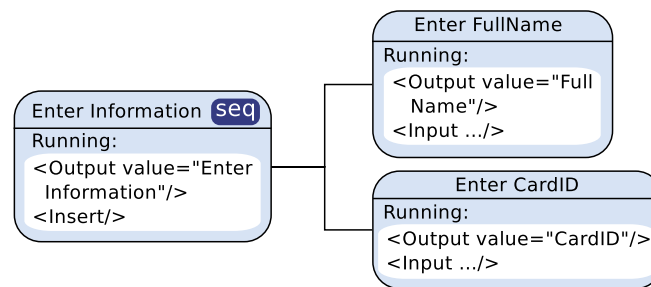 Enter Information seq
Running:
<Output value="Enter
Information"/>
<Insert/>
Enter FullName
Running:
<Output value="Full
Name"/>
<Input .../>
Enter CardID
Running:
<Output value="CardID"/>
<Input .../>